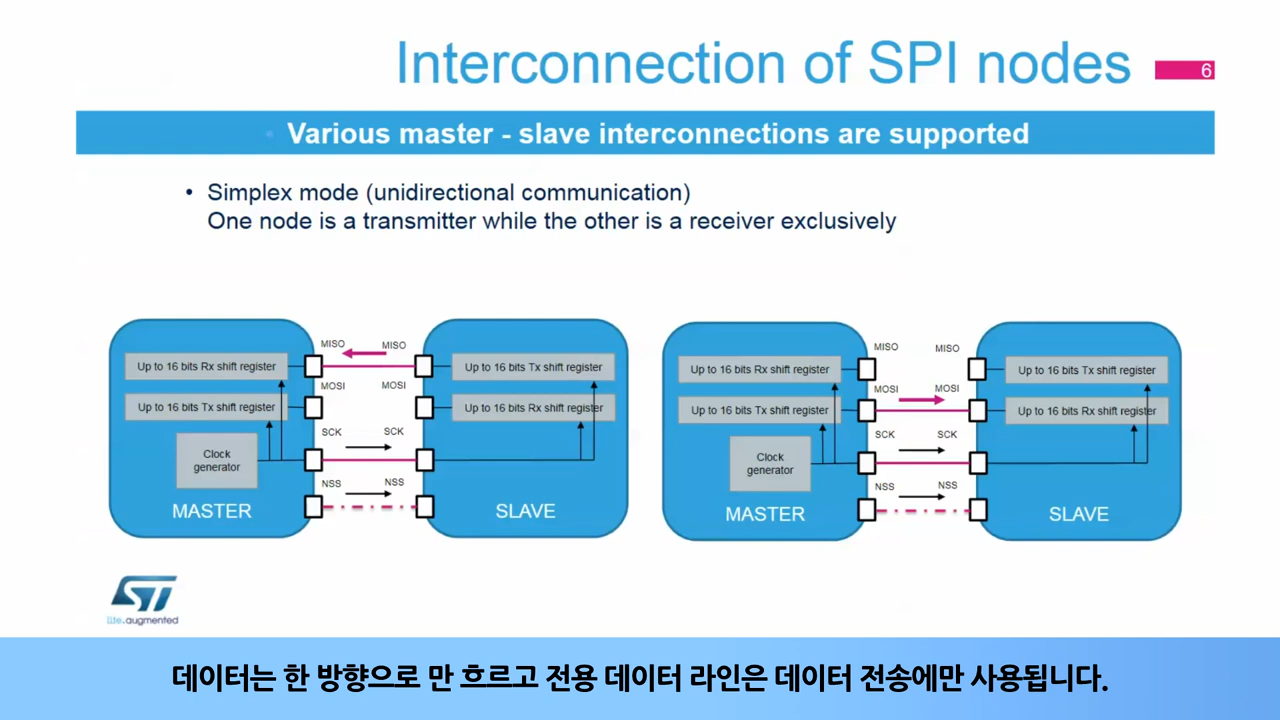 Interconnection of SPI nodes
6
Various master - slave interconnections are supported
• Simplex mode (unidirectional communication)
One node is a transmitter while the other is a receiver exclusively
MISO MISO
Up to 16 bits Rx shift register
Up to 16 bits Tx shift register
MOSI MOSI
Up to 16 bits Tx shift register
Up to 16 bits Rx shift register
SCK SCK
Clock
generator
NSS NSS
MASTER
SLAVE
MISO MISO
Up to 16 bits Rx shift register
Up to 16 bits Tx shift register
MOSI MOSI
Up to 16 bits Tx shift register
Up to 16 bits Rx shift register
SCK SCK
Clock
generator
NSS NSS
MASTER
SLAVE
ST
life.augmented
데이터는 한 방향으로 만 흐르고 전용 데이터 라인은 데이터 전송에만 사용됩니다.